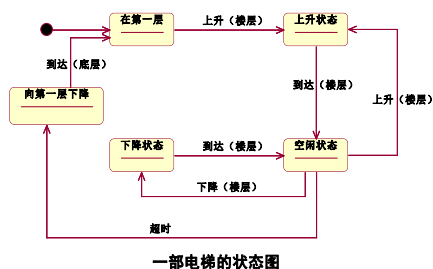 在第一层
上升（楼层）
上升状态
到达（底层）
到达（楼层）
向第一层下降
上升（楼层）
下降状态
到达（楼层）
空闲状态
下降（楼层）
超时
一部电梯的状态图